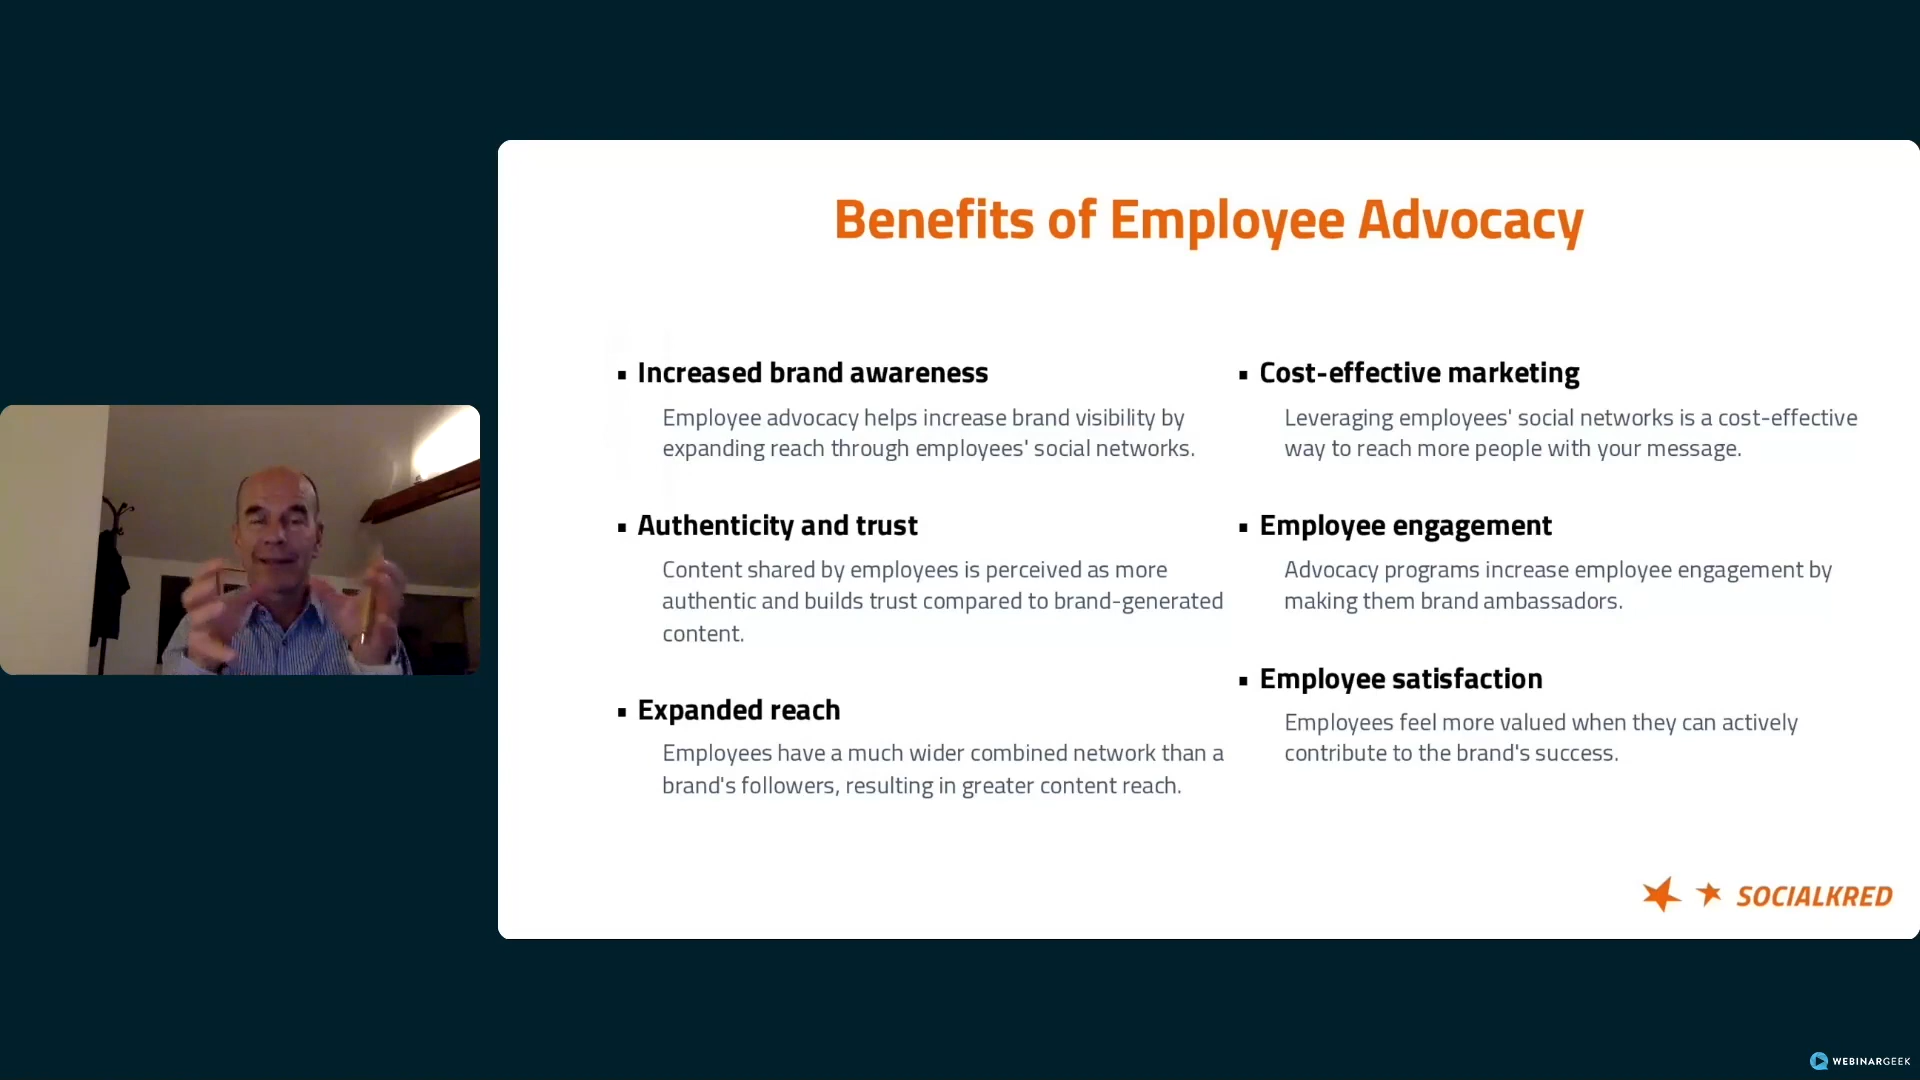 Benefits of Employee Advocacy
Increased brand awareness
Employee advocacy helps increase brand visibility by
expanding reach through employees' social networks.
Authenticity and trust
Content shared by employees is perceived as more
authentic and builds trust compared to brand-generated
content.
Expanded reach
Employees have a much wider combined network than a
brand's followers, resulting in greater content reach.
Cost-effective marketing
Leveraging employees' social networks is a cost-effective
way to reach more people with your message.
Employee engagement
Advocacy programs increase employee engagement by
making them brand ambassadors.
Employee satisfaction
Employees feel more valued when they can actively
contribute to the brand's success.
SOCIALKRED
WEBINARGEEK